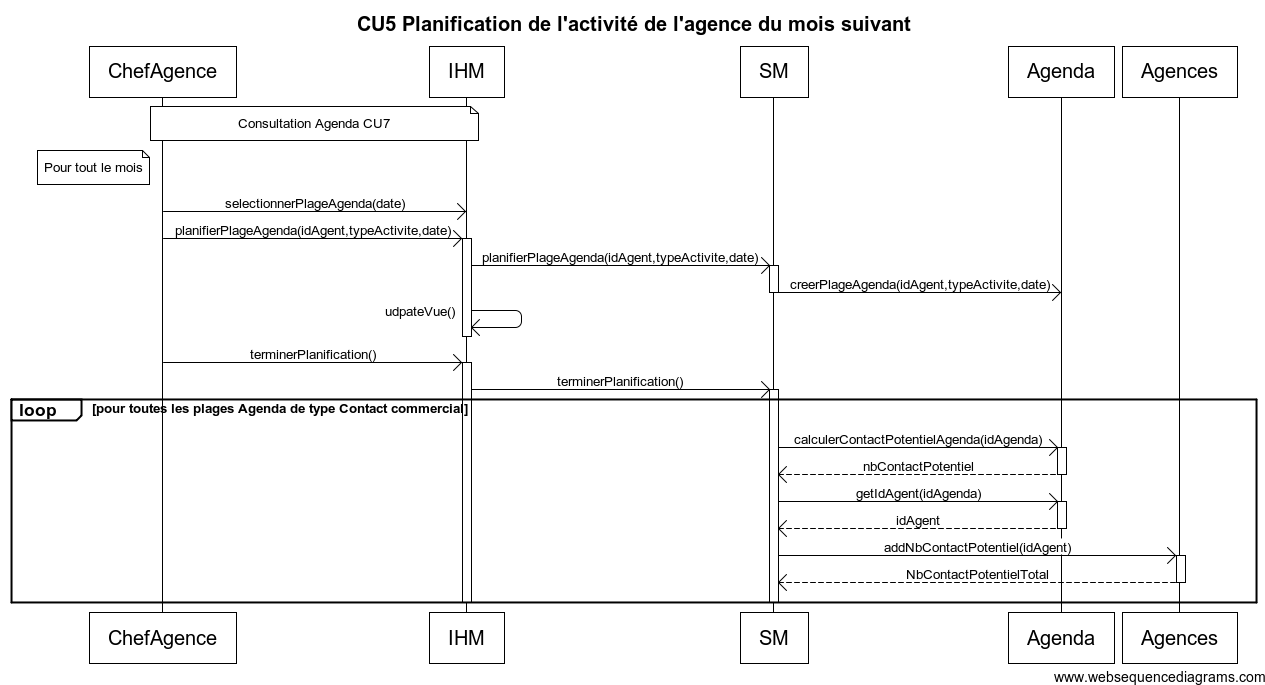 CU5 Planification de l'activité de l'agence du mois suivant
ChefAgence
IHM
SM
Agenda
Agences
Consultation Agenda CU7
Pour tout le mois
selectionnerPlageAgenda(date)
planifierPlageAgenda(idAgent,typeActivite,date)
planifierPlageAgenda(idAgent,typeActivite,date)
creerPlageAgenda(idAgent,typeActivite,date)
udpateVue()
terminerPlanification()
terminerPlanification()
loop
[pour toutes les plages Agenda de type Contact commercial]
calculerContactPotentielAgenda(idAgenda)
nbContactPotentiel
getIdAgent(idAgenda)
idAgent
addNbContactPotentiel(idAgent)
NbContactPotentielTotal
ChefAgence
IHM
SM
Agenda
Agences
www.websequencediagrams.com